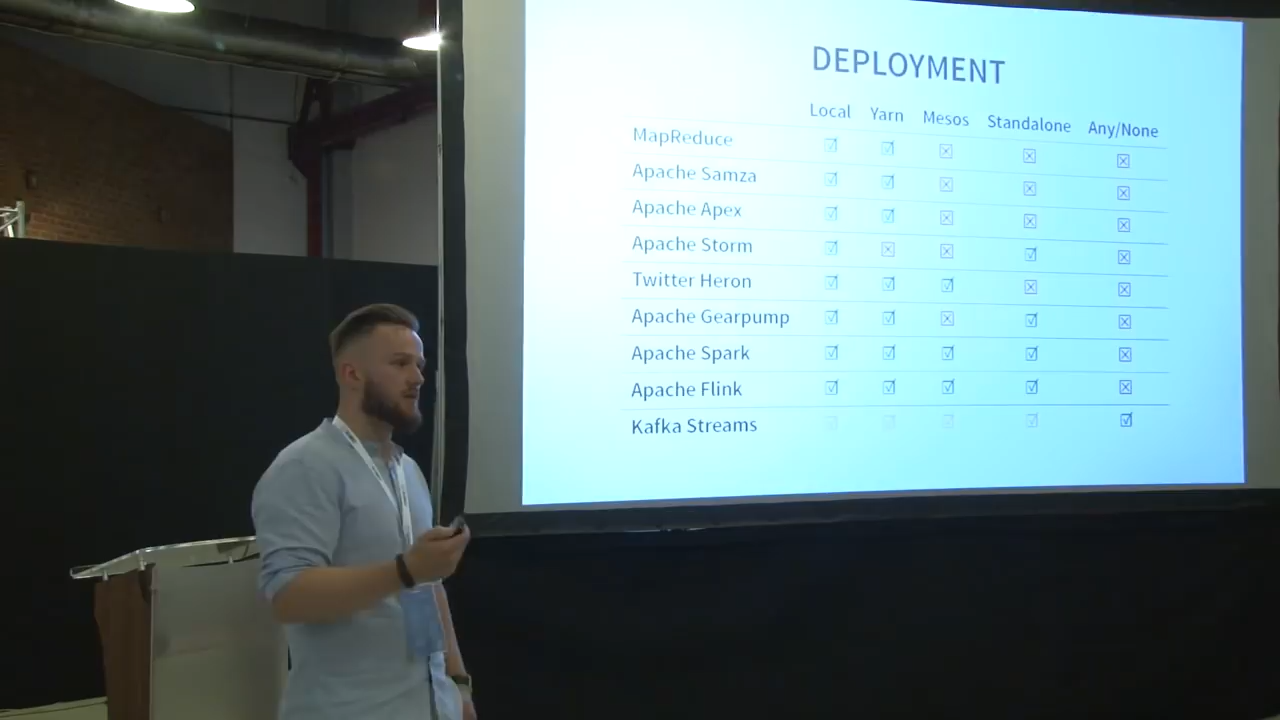 DEPLOYMENT
Local Yarn Mesos Standalone Any/None
MapReduce ☑ ☑ ☒ ☒ ☒
Apache Samza ☑ ☑ ☒ ☒ ☒
Apache Apex ☑ ☑ ☒ ☒ ☒
Apache Storm ☑ ☒ ☒ ☑ ☒
Twitter Heron ☑ ☑ ☑ ☒ ☒
Apache Gearpump ☑ ☑ ☒ ☑ ☒
Apache Spark ☑ ☑ ☑ ☑ ☒
Apache Flink ☑ ☑ ☑ ☑ ☒
Kafka Streams ☑ ☑ ☑ ☑ ☑